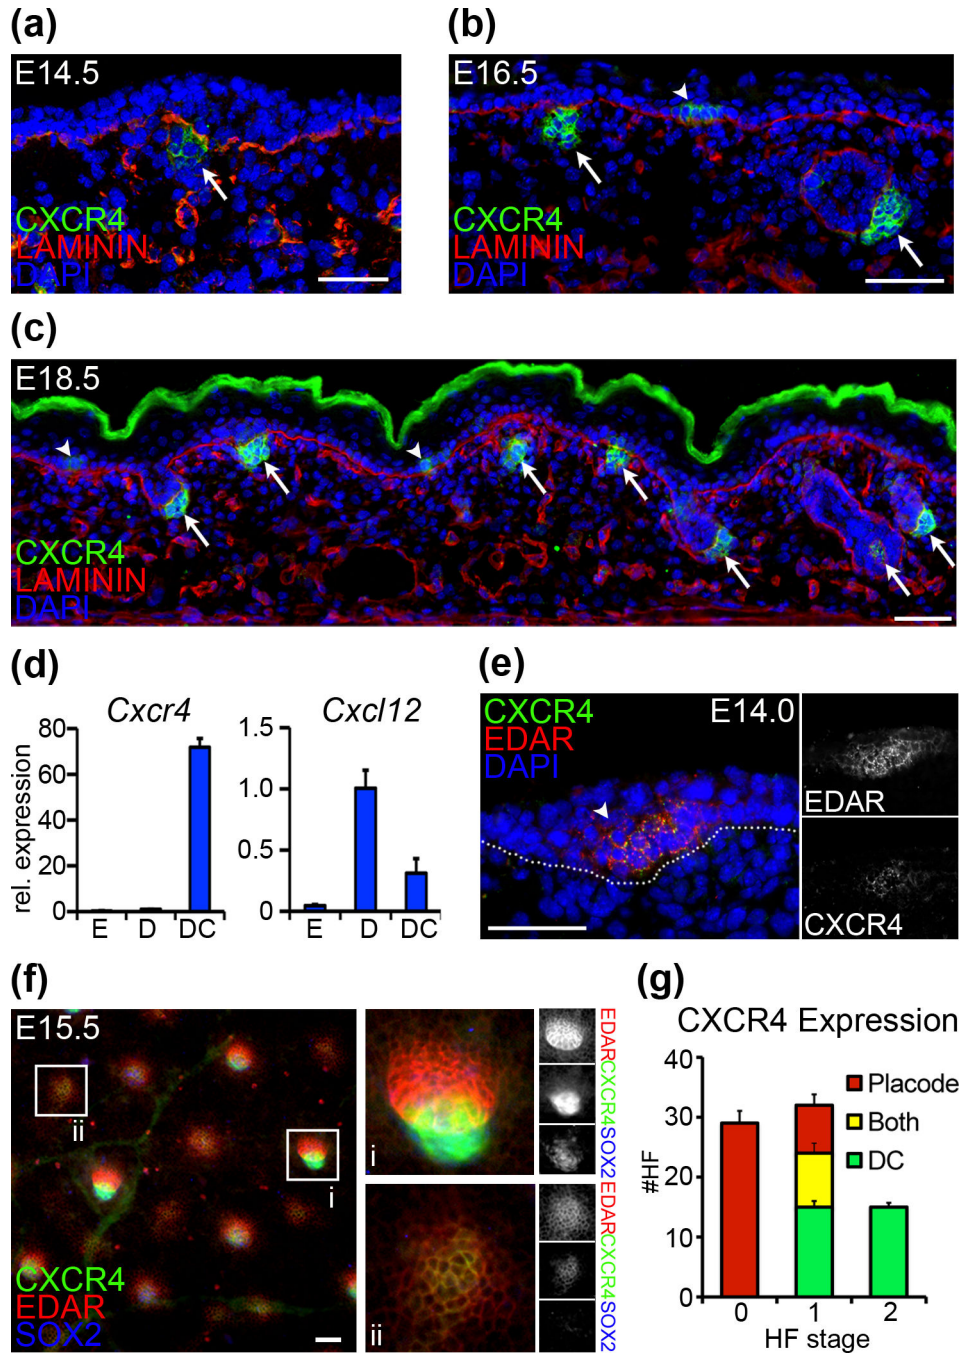 (a)
E14.5
CXCR4
LAMININ
DAPI
(b)
E16.5
CXCR4
LAMININ
DAPI
(c)
E18.5
CXCR4
LAMININ
DAPI
(d)
Cxcr4
rel. expression
80
60
40
20
0
E D DC
Cxcl12
1.5
1.0
0.5
0
E D DC
(e)
CXCR4
EDAR
DAPI
E14.0
EDAR
CXCR4
(f)
E15.5
ii
i
CXCR4
EDAR
SOX2
i
EDARCXCR4SOX2
ii
EDARCXCR4SOX2
(g)
CXCR4 Expression
#HF
40
30
20
10
0
Placode
Both
DC
0 1 2
HF stage